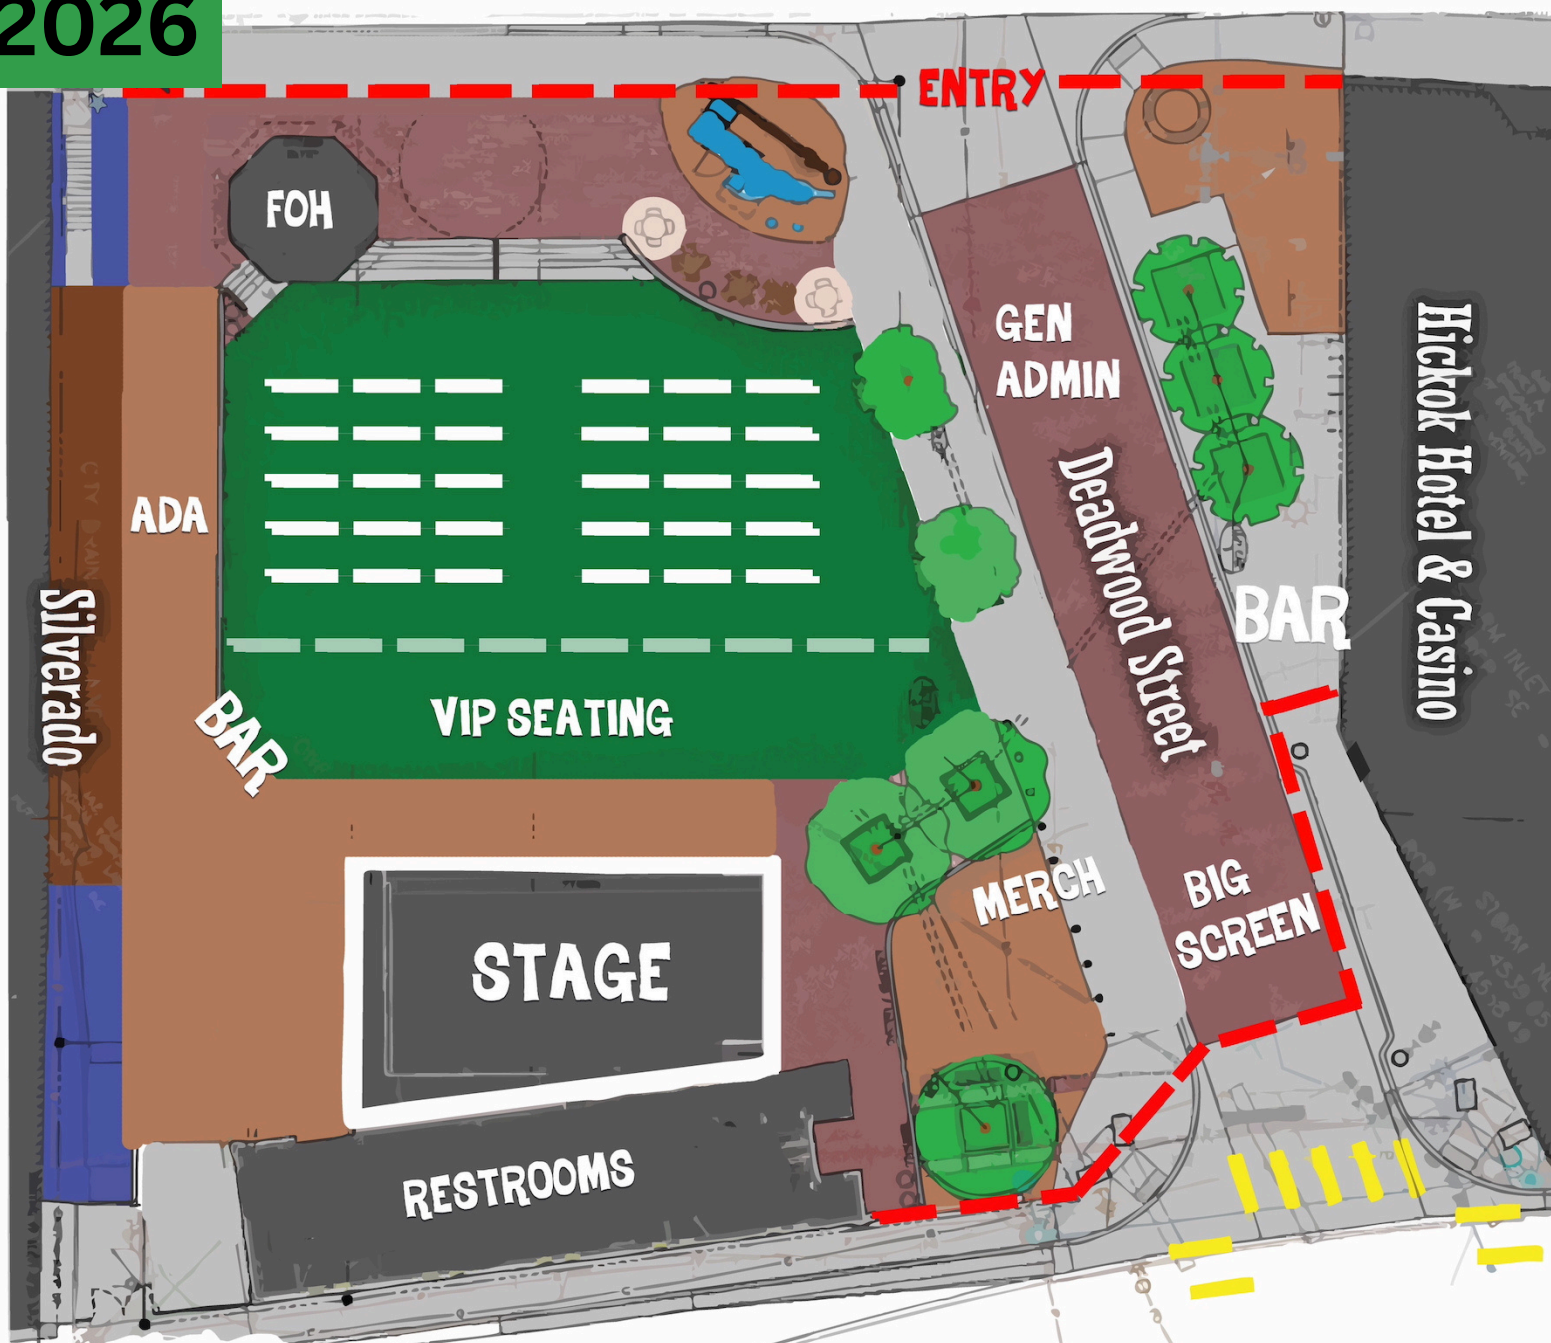 2026
ENTRY
FOH
GEN
ADMIN
Hickok Hotel & Casino
ADA
Deadwood Street
Silverado
BAR
BAR
VIP SEATING
MERCH
BIG
SCREEN
STAGE
RESTROOMS